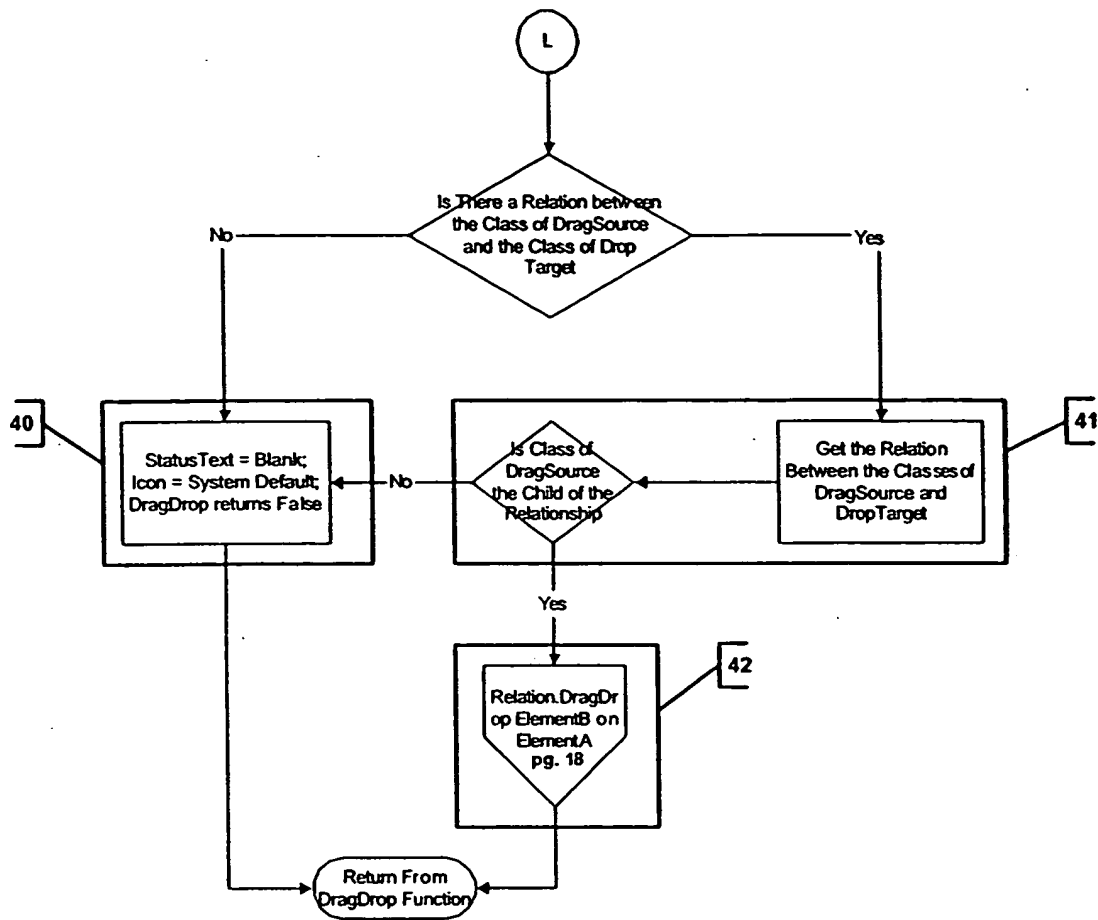 L
Is There a Relation between
the Class of DragSource
and the Class of Drop
Target
No
Yes
40
StatusText = Blank;
Icon = System Default;
DragDrop returns False
No
Is Class of
DragSource
the Child of the
Relationship
Get the Relation
Between the Classes of
DragSource and
DropTarget
41
Yes
Relation.DragDr
op ElementB on
ElementA
pg. 18
42
Return From
DragDrop Function